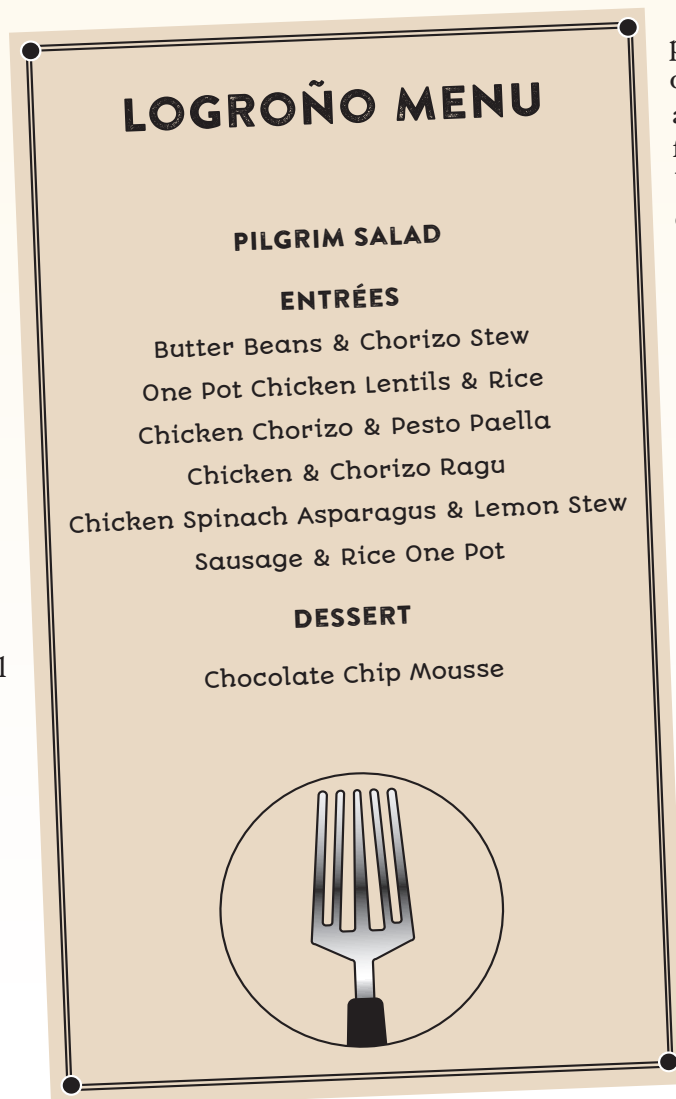 LOGROÑO MENU
PILGRIM SALAD
ENTRÉES
Butter Beans & Chorizo Stew
One Pot Chicken Lentils & Rice
Chicken Chorizo & Pesto Paella
Chicken & Chorizo Ragu
Chicken Spinach Asparagus & Lemon Stew
Sausage & Rice One Pot
DESSERT
Chocolate Chip Mousse